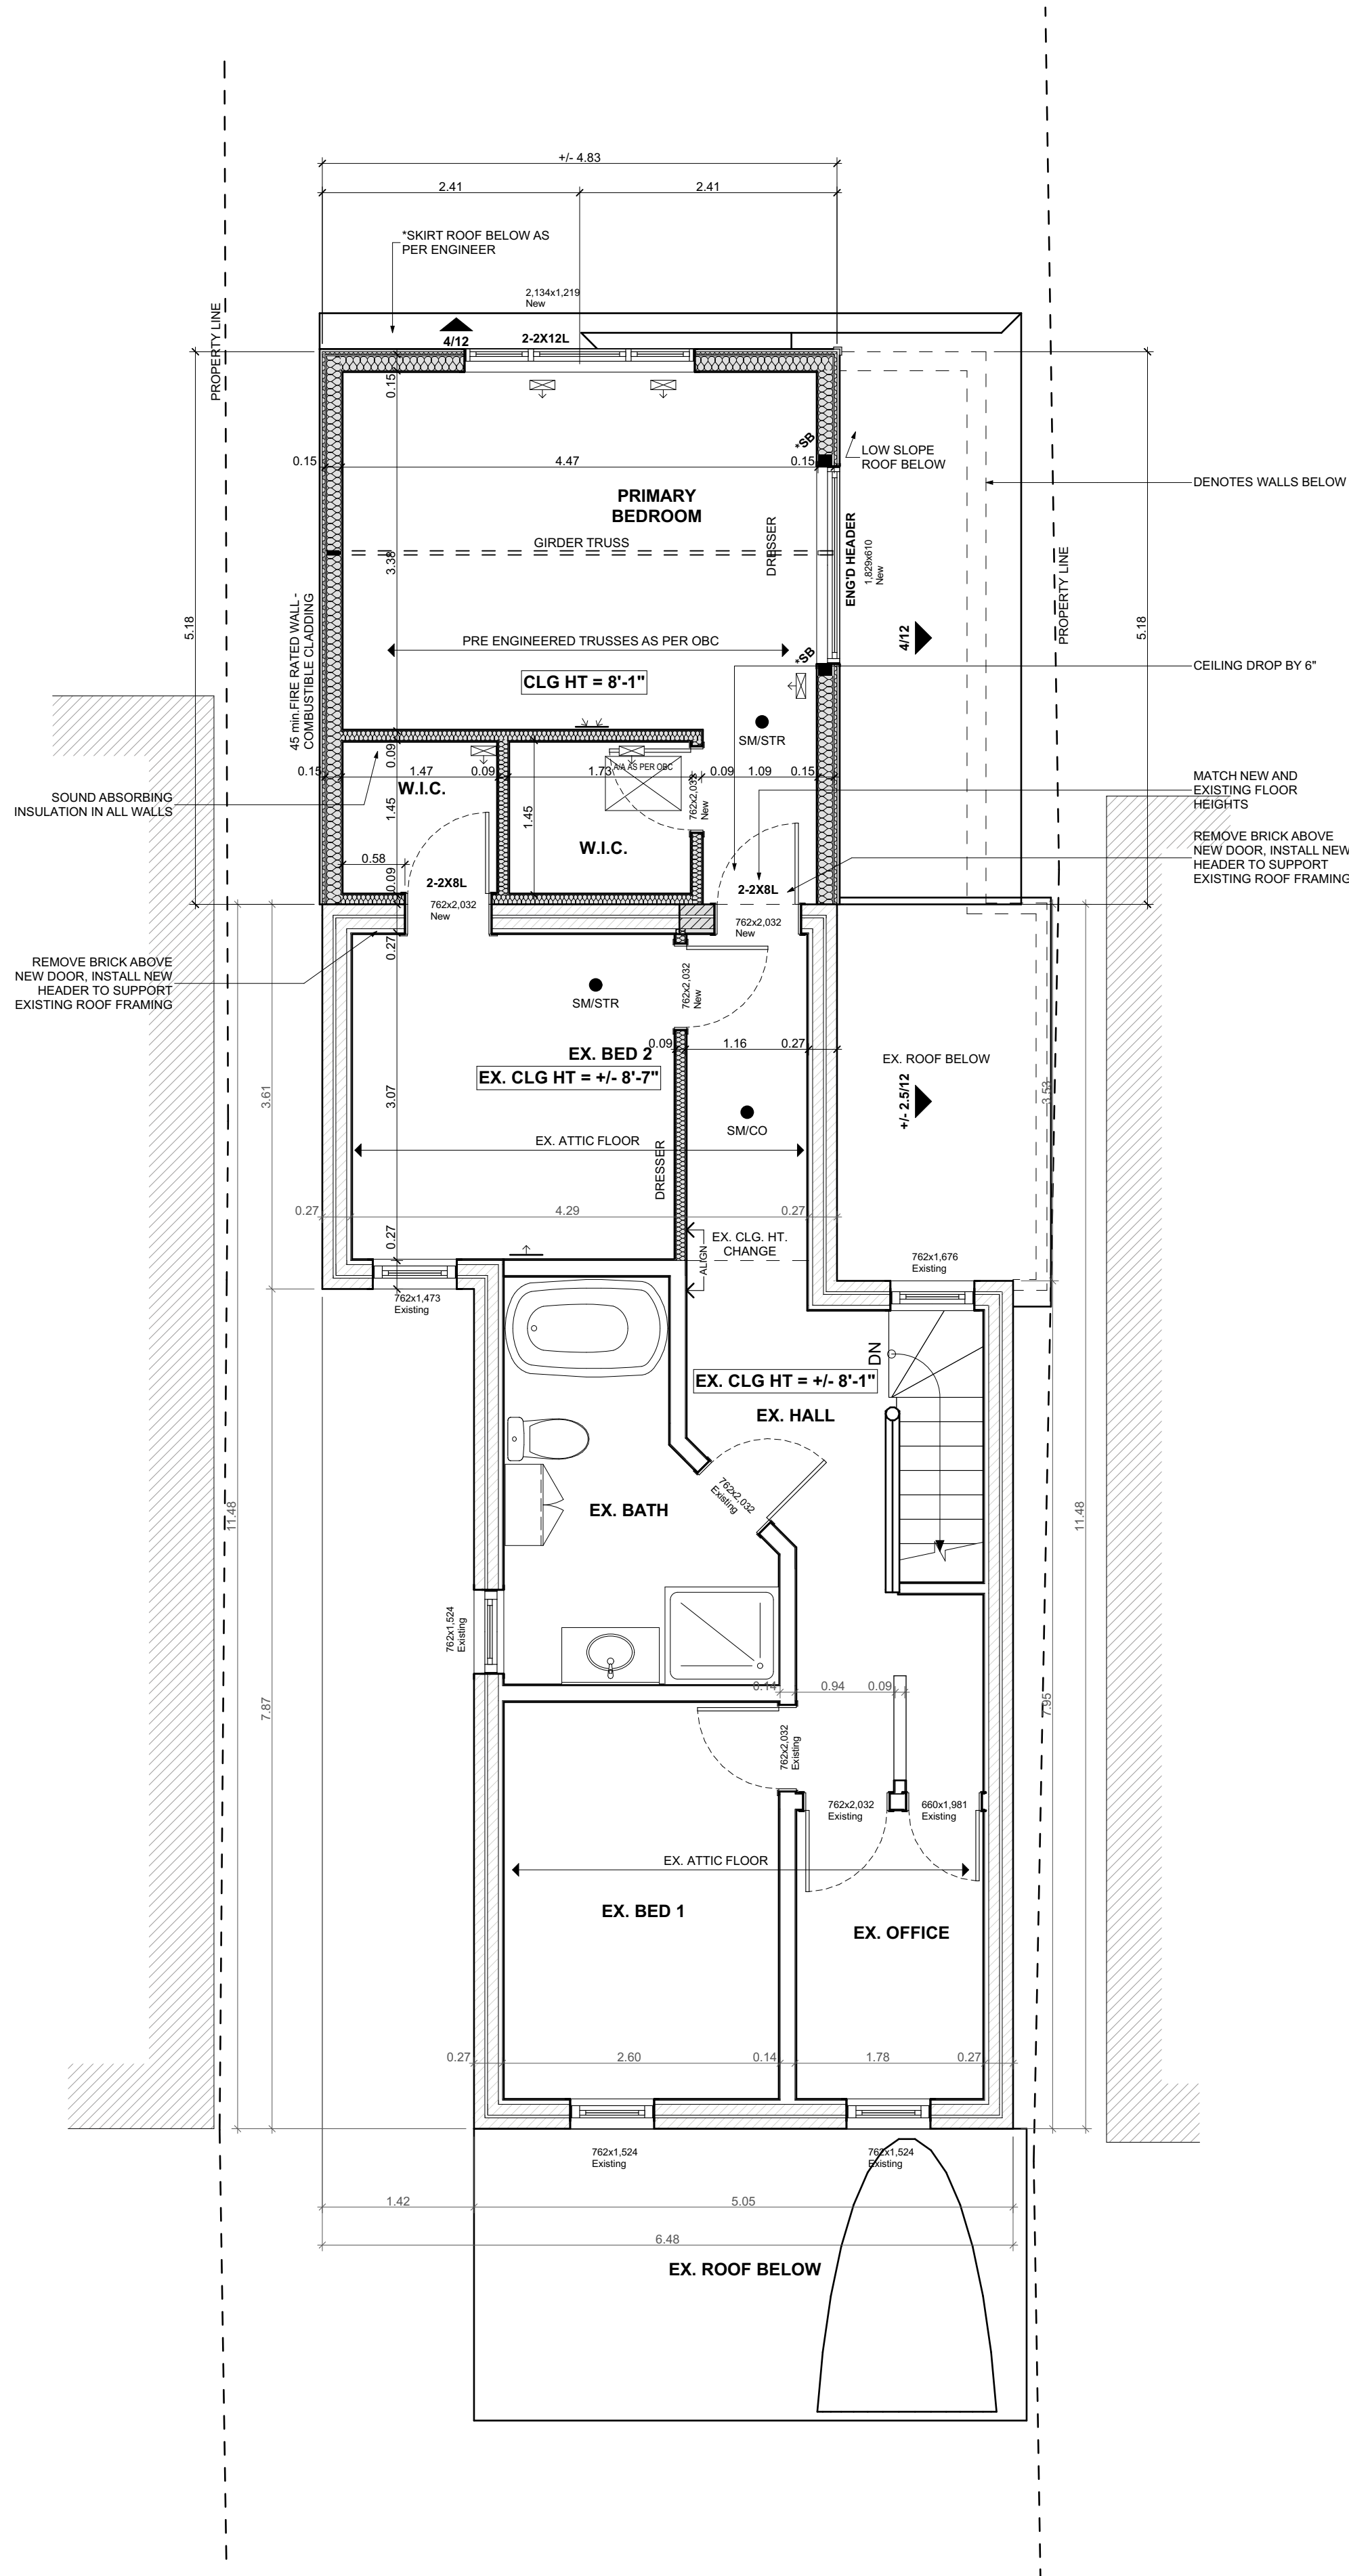 +/- 4.83
2.41
2.41
*SKIRT ROOF BELOW AS
PER ENGINEER
2,134x1,219
New
4/12
2-2X12L
PROPERTY LINE
0.15
*SB
LOW SLOPE
ROOF BELOW
0.15
4.47
0.15
DENOTES WALLS BELOW
PRIMARY
BEDROOM
DRESSER
GIRDER TRUSS
3.38
ENG'D HEADER
1,829x610
New
PROPERTY LINE
5.18
5.18
45 min.FIRE RATED WALL -
COMBUSTIBLE CLADDING
PRE ENGINEERED TRUSSES AS PER OBC
4/12
*SB
CEILING DROP BY 6"
CLG HT = 8'-1"
SM/STR
0.09
A/A AS PER OBC
0.15
1.47
0.09
1.73
0.09
1.09
0.15
W.I.C.
762x2,032
New
MATCH NEW AND
EXISTING FLOOR
HEIGHTS
SOUND ABSORBING
INSULATION IN ALL WALLS
1.45
1.45
W.I.C.
REMOVE BRICK ABOVE
NEW DOOR, INSTALL NEW
HEADER TO SUPPORT
EXISTING ROOF FRAMING
0.58
0.09
2-2X8L
2-2X8L
762x2,032
New
762x2,032
New
0.27
REMOVE BRICK ABOVE
NEW DOOR, INSTALL NEW
HEADER TO SUPPORT
EXISTING ROOF FRAMING
SM/STR
762x2,032
New
0.09
1.16
0.27
EX. BED 2
EX. CLG HT = +/- 8'-7"
EX. ROOF BELOW
3.61
3.07
+/- 2.5/12
3.53
SM/CO
EX. ATTIC FLOOR
DRESSER
0.27
4.29
0.27
0.27
ALIGN
EX. CLG. HT.
CHANGE
762x1,676
Existing
762x1,473
Existing
DN
EX. CLG HT = +/- 8'-1"
EX. HALL
762x2,032
Existing
EX. BATH
11.48
11.48
762x1,524
Existing
0.14
0.94
0.09
7.87
7.95
762x2,032
Existing
762x2,032
Existing
660x1,981
Existing
EX. ATTIC FLOOR
EX. BED 1
EX. OFFICE
0.27
2.60
0.14
1.78
0.27
762x1,524
Existing
762x1,524
Existing
1.42
5.05
6.48
EX. ROOF BELOW